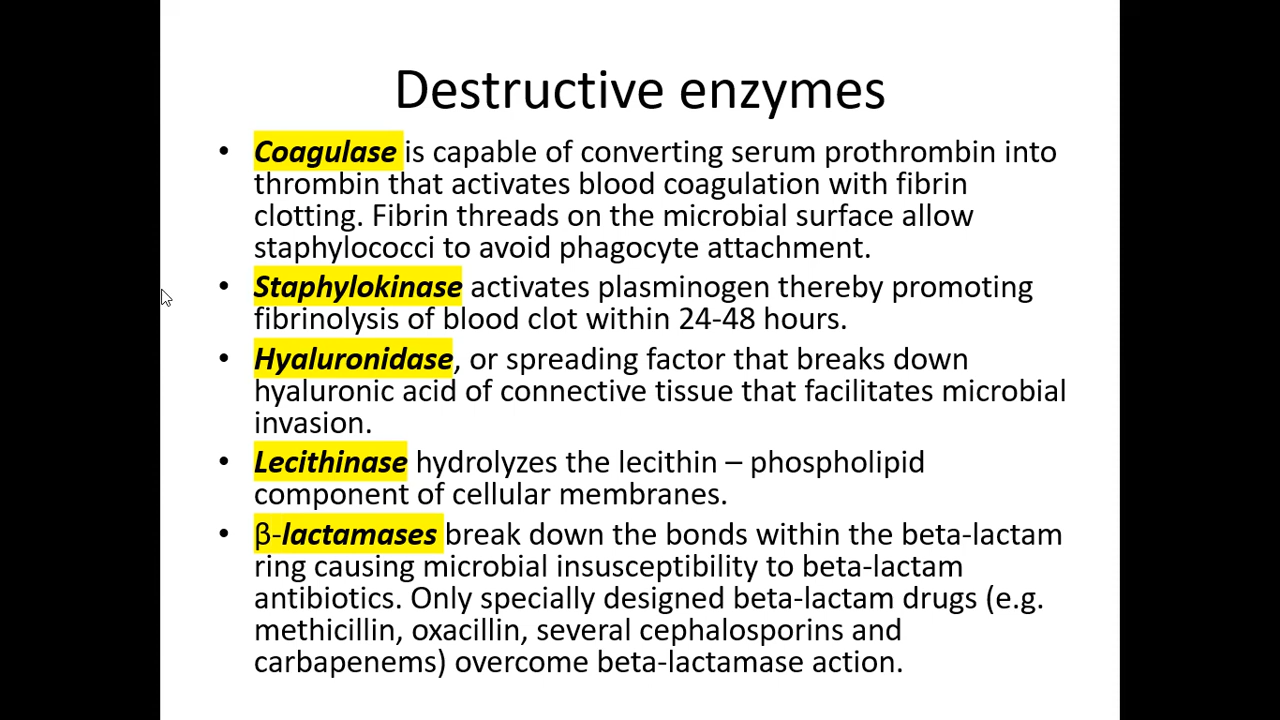 Destructive enzymes
• Coagulase is capable of converting serum prothrombin into
thrombin that activates blood coagulation with fibrin
clotting. Fibrin threads on the microbial surface allow
staphylococci to avoid phagocyte attachment.
• Staphylokinase activates plasminogen thereby promoting
fibrinolysis of blood clot within 24-48 hours.
• Hyaluronidase, or spreading factor that breaks down
hyaluronic acid of connective tissue that facilitates microbial
invasion.
• Lecithinase hydrolyzes the lecithin – phospholipid
component of cellular membranes.
• β-lactamases break down the bonds within the beta-lactam
ring causing microbial insusceptibility to beta-lactam
antibiotics. Only specially designed beta-lactam drugs (e.g.
methicillin, oxacillin, several cephalosporins and
carbapenems) overcome beta-lactamase action.